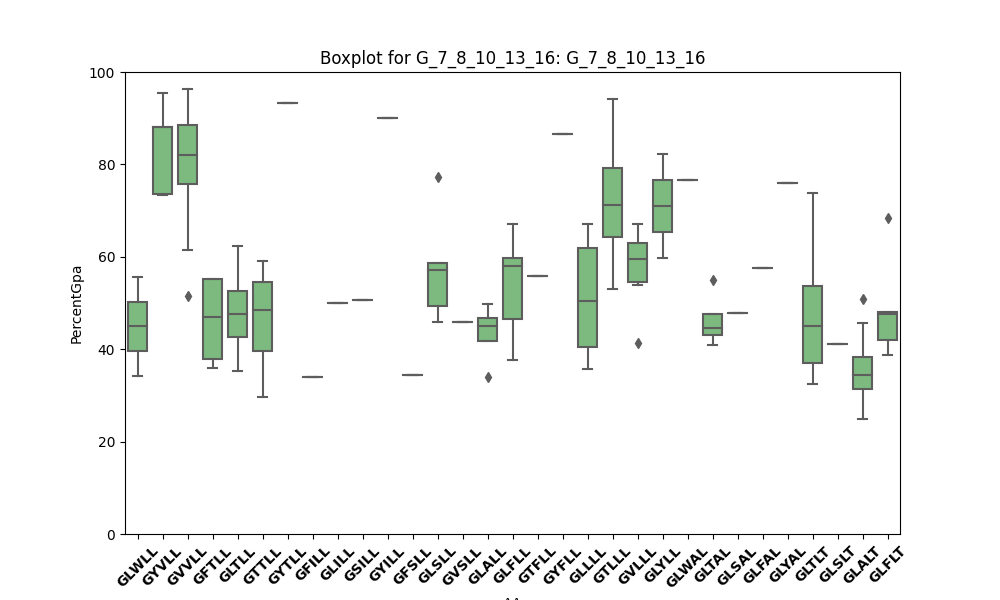 Boxplot for G_7_8_10_13_16: G_7_8_10_13_16
PercentGpa
100
80
60
40
20
0
GLWLL
GYVLL
GVVLL
GFTLL
GLTLL
GTTLL
GYTLL
GFILL
GLILL
GSILL
GYILL
GFSLL
GLSLL
GVSLL
GLALL
GLFLL
GTFLL
GYFLL
GLLLL
GTLLL
GVLLL
GLYLL
GLWAL
GLTAL
GLSAL
GLFAL
GLYAL
GLTLT
GLSLT
GLALT
GLFLT